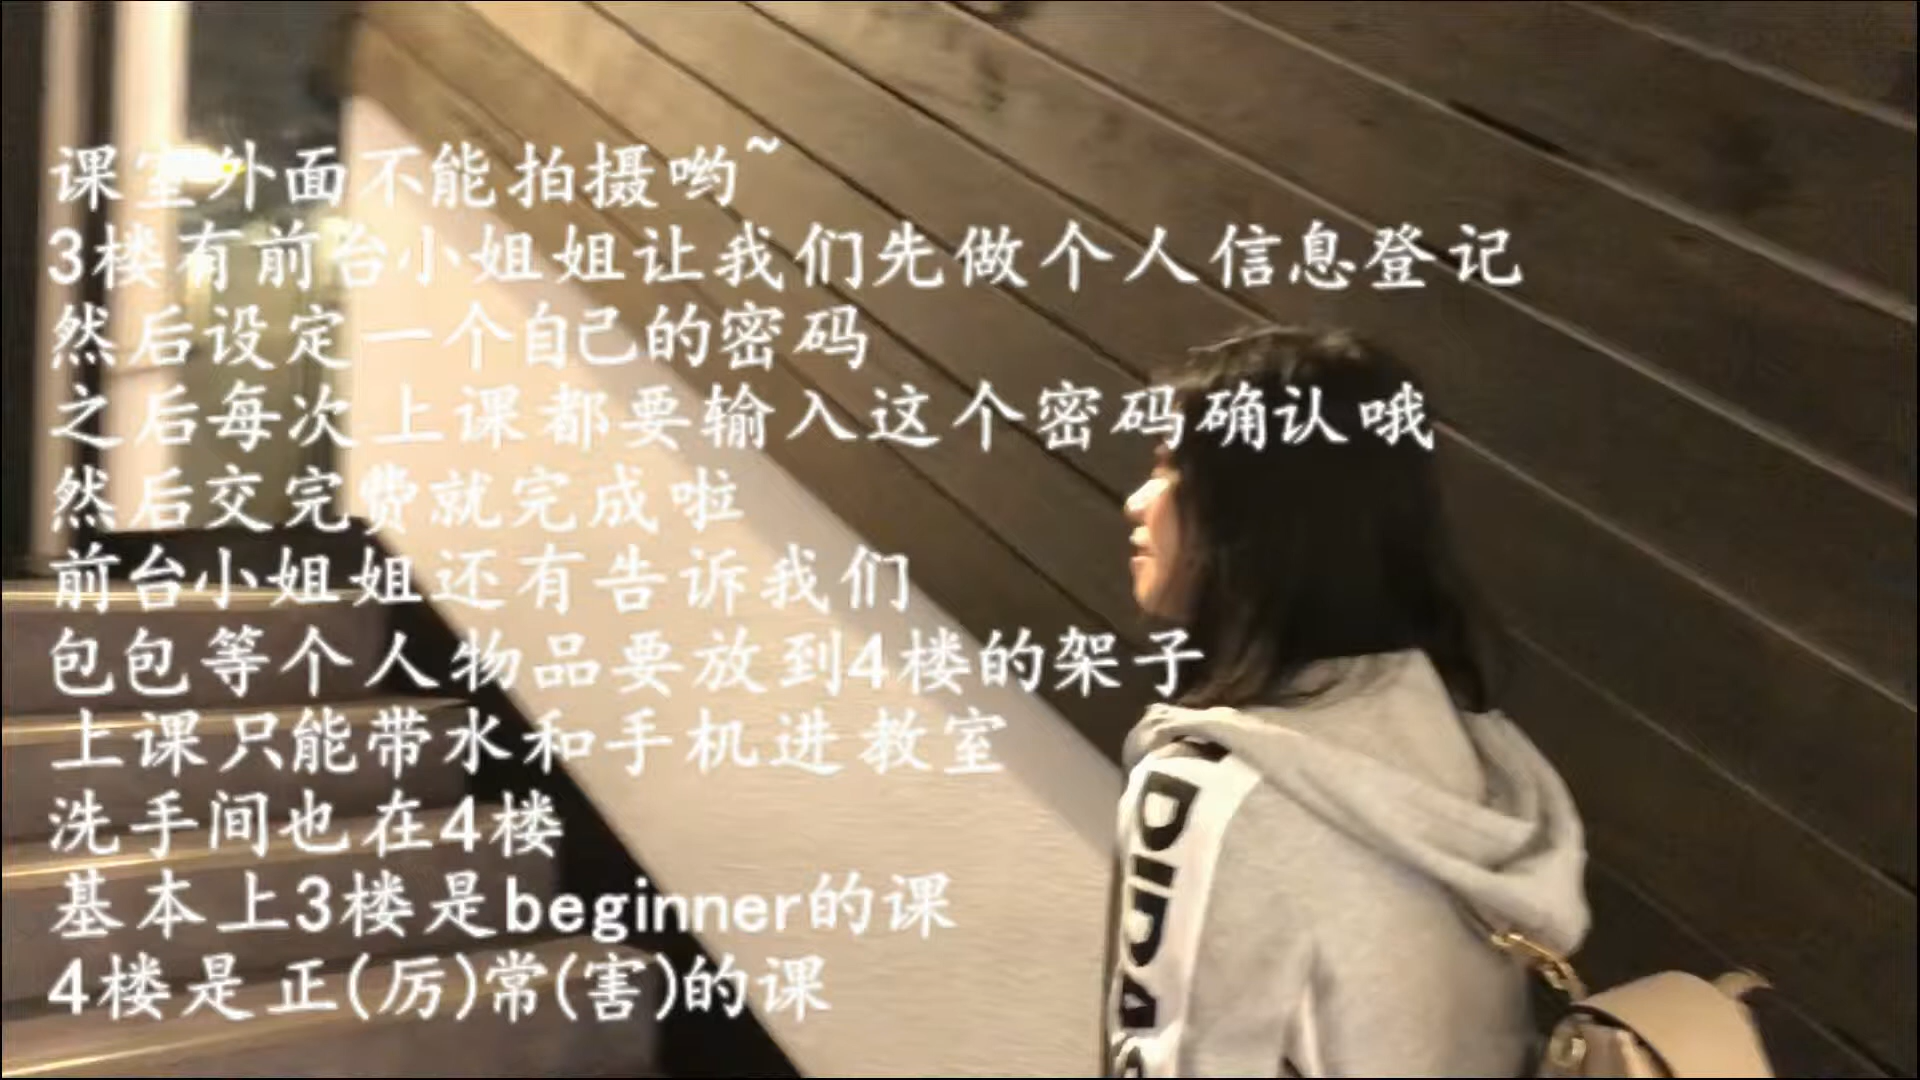 课室外面不能拍摄哟~
3楼有前台小姐姐让我们先做个人信息登记
然后设定一个自己的密码
之后每次上课都要输入这个密码确认哦
然后交完费就完成啦
前台小姐姐还有告诉我们
包包等个人物品要放到4楼的架子
上课只能带水和手机进教室
洗手间也在4楼
基本上3楼是beginner的课
4楼是正(厉)常(害)的课